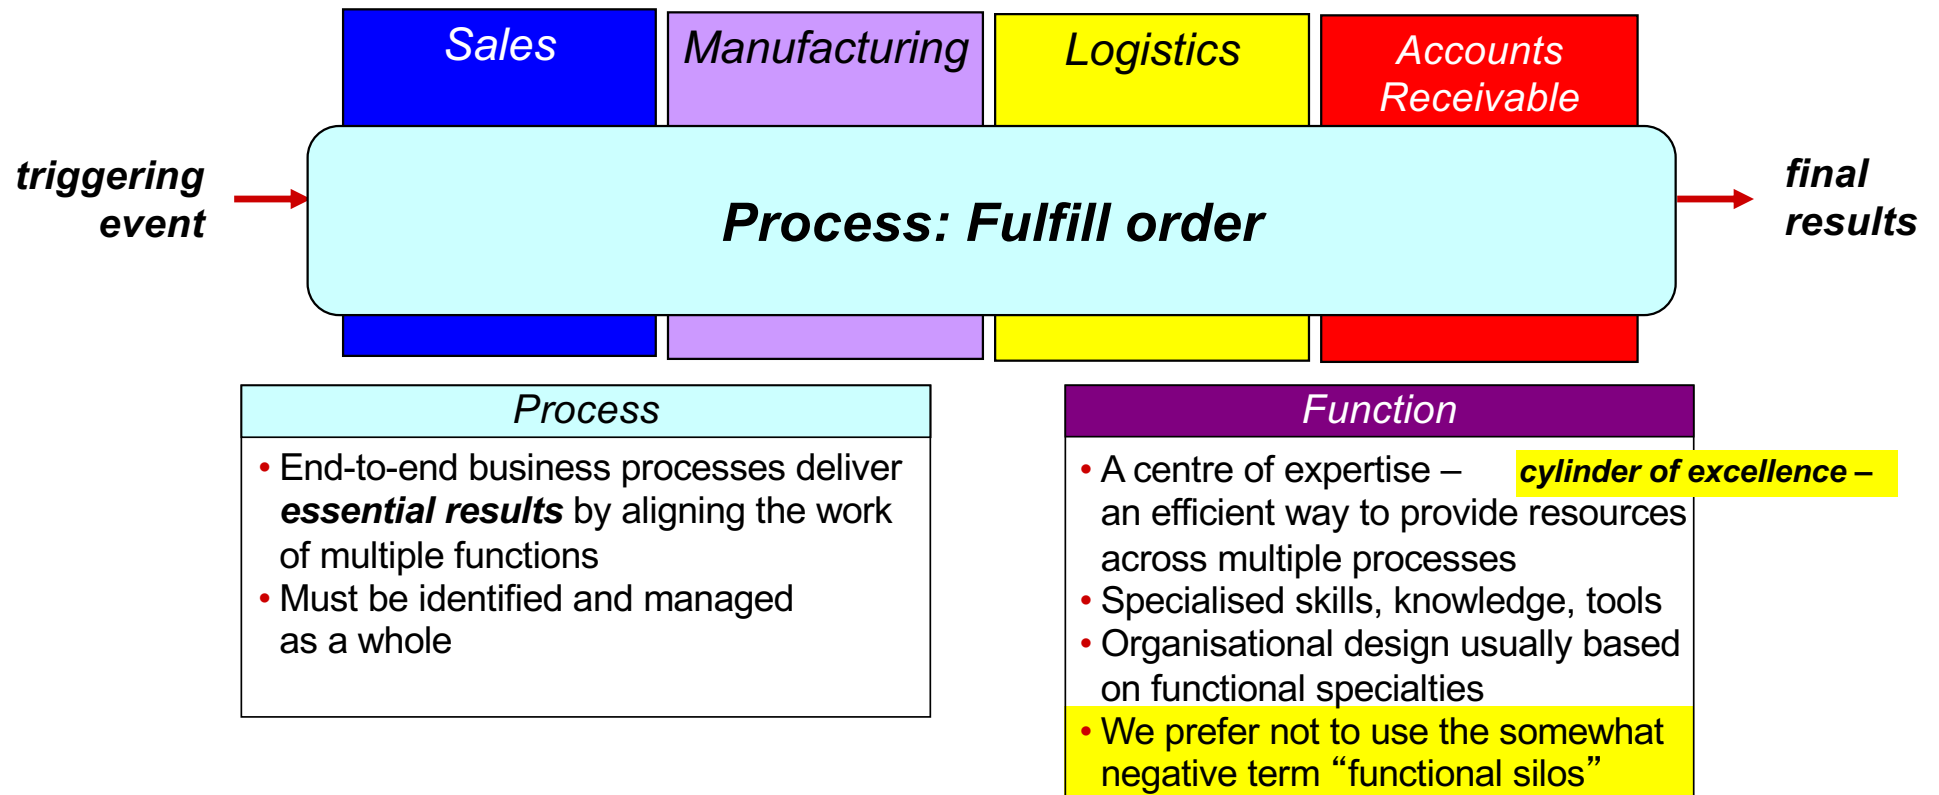 Sales
Manufacturing
Logistics
Accounts
Receivable
triggering
event
Process: Fulfill order
final
results
Process
• End-to-end business processes deliver
essential results by aligning the work
of multiple functions
• Must be identified and managed
as a whole
Function
• A centre of expertise – cylinder of excellence –
an efficient way to provide resources
across multiple processes
• Specialised skills, knowledge, tools
• Organisational design usually based
on functional specialties
• We prefer not to use the somewhat
negative term “functional silos”